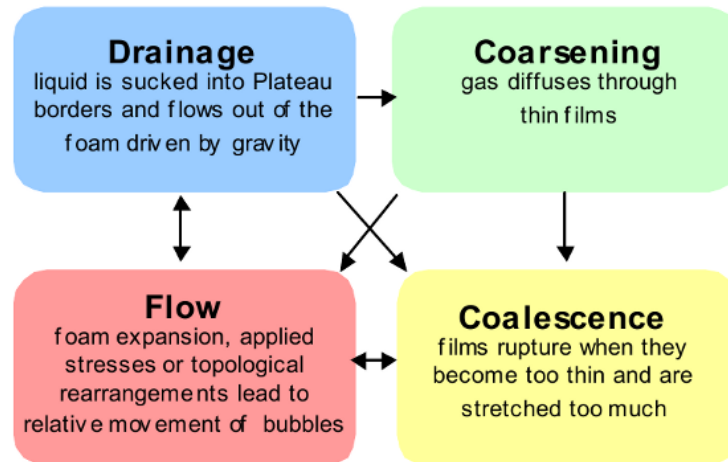 Drainage
liquid is sucked into Plateau
borders and flows out of the
foam driven by gravity
Coarsening
gas diffuses through
thin films
Flow
foam expansion, applied
stresses or topological
rearrangements lead to
relative movement of bubbles
Coalescence
films rupture when they
become too thin and are
stretched too much